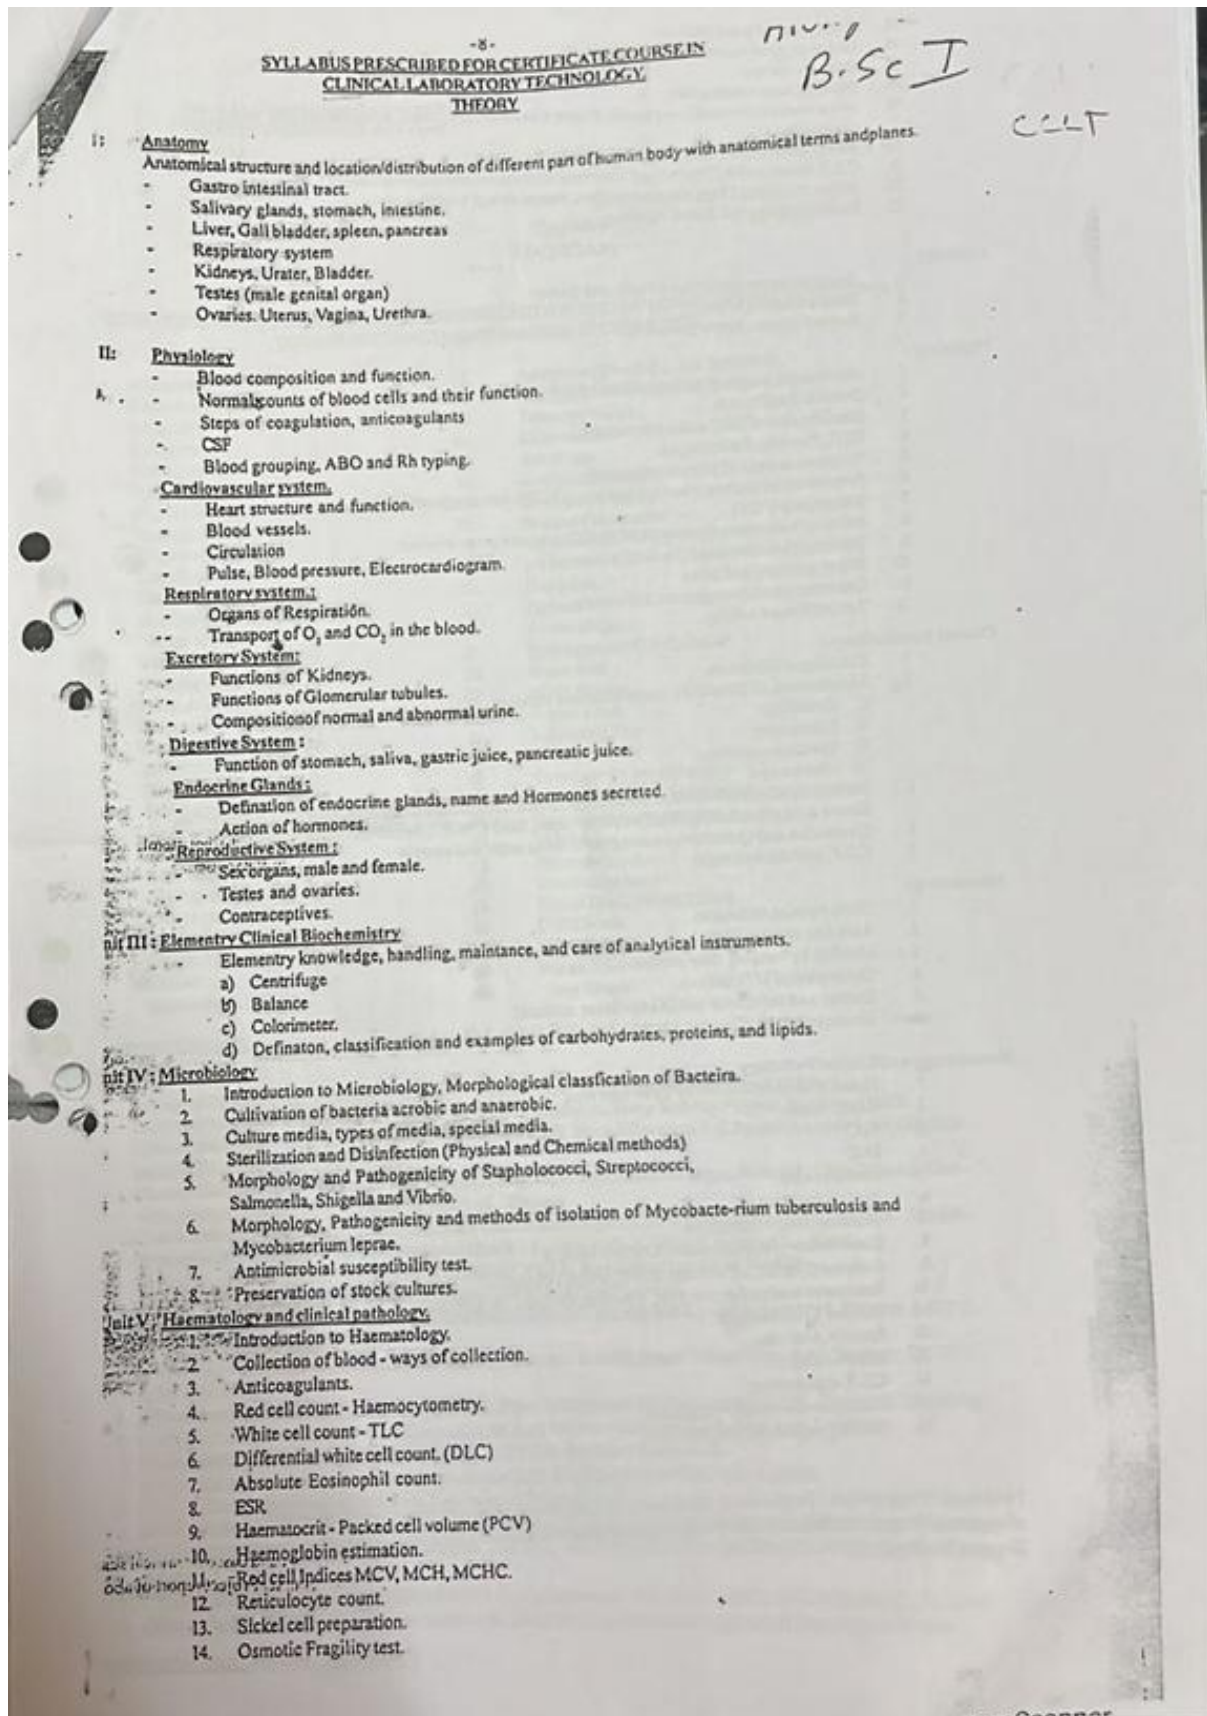 -8-
SYLLABUS PRESCRIBED FOR CERTIFICATE COURSE IN
CLINICAL LABORATORY TECHNOLOGY
THEORY
B.Sc I
CCLT
I: Anatomy
Anatomical structure and location/distribution of different part of human body with anatomical terms andplanes.
- Gastro intestinal tract.
- Salivary glands, stomach, intestine.
- Liver, Gall bladder, spleen, pancreas
- Respiratory system
- Kidneys, Urater, Bladder.
- Testes (male genital organ)
- Ovaries. Uterus, Vagina, Urethra.
II: Physiology
- Blood composition and function.
- Normal counts of blood cells and their function.
- Steps of coagulation, anticoagulants
- CSF
- Blood grouping, ABO and Rh typing.
Cardiovascular system.
- Heart structure and function.
- Blood vessels.
- Circulation
- Pulse, Blood pressure, Electrocardiogram.
Respiratory system.:
- Organs of Respiration.
-- Transport of O₂ and CO₂ in the blood.
Excretory System:
- Functions of Kidneys.
- Functions of Glomerular tubules.
- Compositionof normal and abnormal urine.
Digestive System :
- Function of stomach, saliva, gastric juice, pancreatic juice.
Endocrine Glands :
- Defination of endocrine glands, name and Hormones secreted.
- Action of hormones.
Reproductive System :
- Sex organs, male and female.
- Testes and ovaries.
- Contraceptives.
nit III : Elementry Clinical Biochemistry
- Elementry knowledge, handling, maintance, and care of analytical instruments.
a) Centrifuge
b) Balance
c) Colorimeter.
d) Definaton, classification and examples of carbohydrates, proteins, and lipids.
nit IV : Microbiology
1. Introduction to Microbiology, Morphological classfication of Bacteira.
2. Cultivation of bacteria acrobic and anaerobic.
3. Culture media, types of media, special media.
4. Sterilization and Disinfection (Physical and Chemical methods)
5. Morphology and Pathogenicity of Stapholococci, Streptococci,
Salmonella, Shigella and Vibrio.
6. Morphology, Pathogenicity and methods of isolation of Mycobacte-rium tuberculosis and
Mycobacterium leprae.
7. Antimicrobial susceptibility test.
8. Preservation of stock cultures.
Unit V : Haematology and clinical pathology.
1. Introduction to Haematology.
2. Collection of blood - ways of collection.
3. Anticoagulants.
4. Red cell count - Haemocytometry.
5. White cell count - TLC
6. Differential white cell count. (DLC)
7. Absolute Eosinophil count.
8. ESR
9. Haematocrit - Packed cell volume (PCV)
10. Haemoglobin estimation.
11. Red cell Indices MCV, MCH, MCHC.
12. Reticulocyte count.
13. Sickel cell preparation.
14. Osmotic Fragility test.